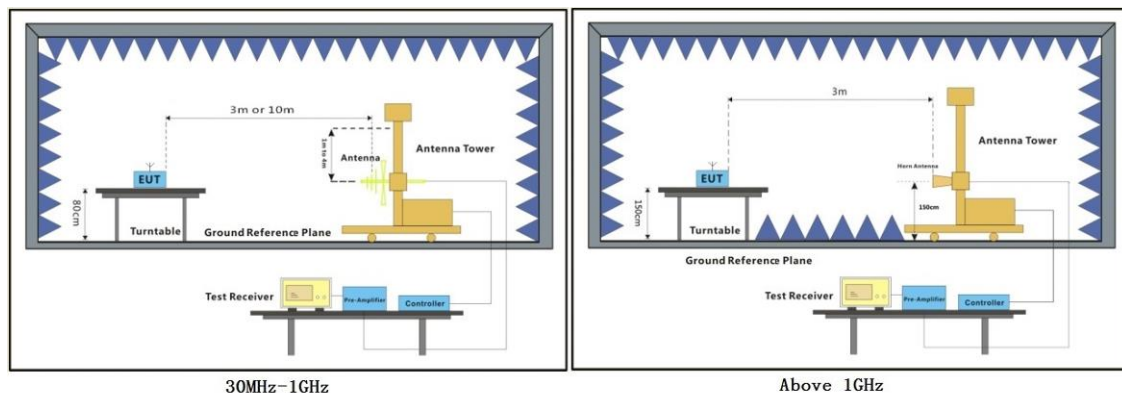 3m or 10m
1m to 4m
Antenna
Antenna Tower
EUT
80cm
Turntable
Ground Reference Plane
Test Receiver
Pre-Amplifier
Controller
30MHz-1GHz
3m
Antenna Tower
Horn Antenna
EUT
150cm
150cm
Turntable
Ground Reference Plane
Test Receiver
Pre-Amplifier
Controller
Above 1GHz